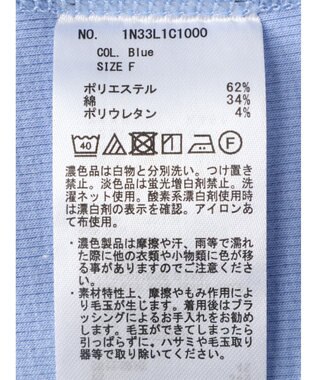 NO. 1N33L1C1000
COL. Blue
SIZE F
ポリエステル 62%
綿 34%
ポリウレタン 4%
40 F
濃色品は白物と分別洗い。つけ置き
禁止。淡色品は蛍光増白剤禁止。洗
濯ネット使用。酸素系漂白剤使用時
は漂白剤の表示を確認。アイロンあ
て布使用。
・濃色製品は摩擦や汗、雨等で濡れ
た際に他の衣類や小物類に色が移
る事がありますのでご注意くださ
い。
・素材特性上、摩擦やもみ作用によ
り毛玉が生じます。着用後はブラッ
シングによるお手入れをお勧め
します。毛玉ができてしまったら
引っぱらずに、ハサミや毛玉取り
器等で取り除いてください。